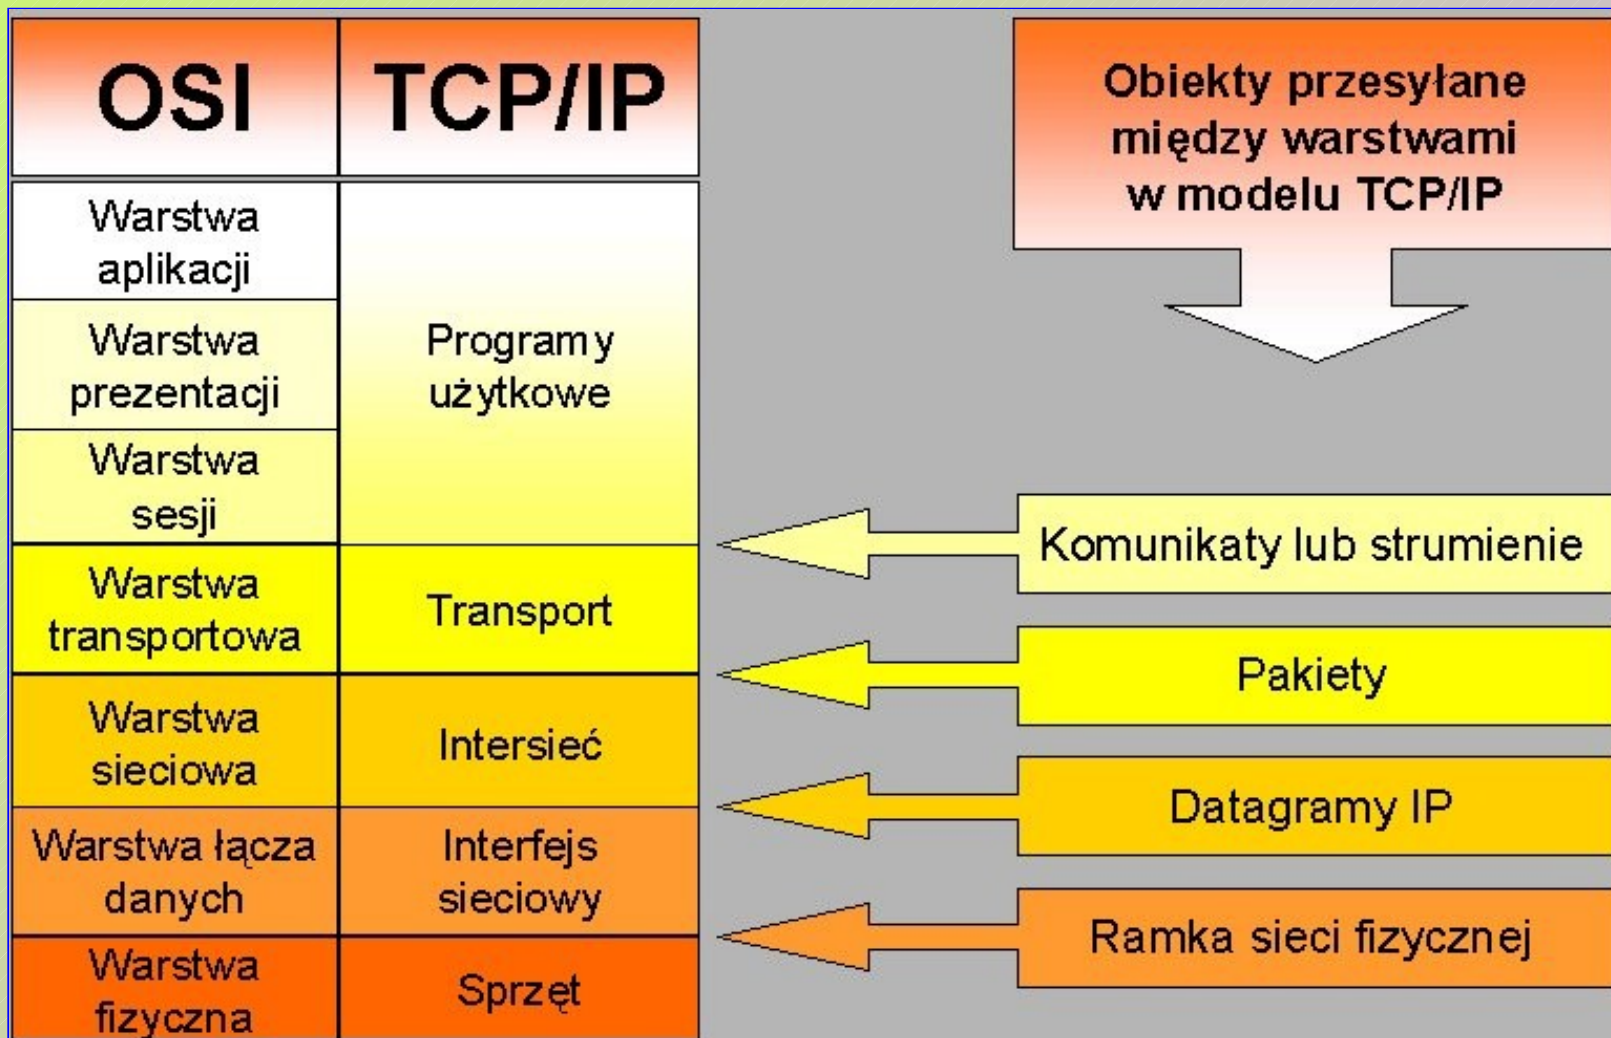 OSI
TCP/IP
Obiekty przesyłane
między warstwami
w modelu TCP/IP
Warstwa
aplikacji
Warstwa
prezentacji
Programy
użytkowe
Warstwa
sesji
Komunikaty lub strumienie
Warstwa
transportowa
Transport
Pakiety
Warstwa
sieciowa
Intersieć
Datagramy IP
Warstwa łącza
danych
Interfejs
sieciowy
Ramka sieci fizycznej
Warstwa
fizyczna
Sprzęt